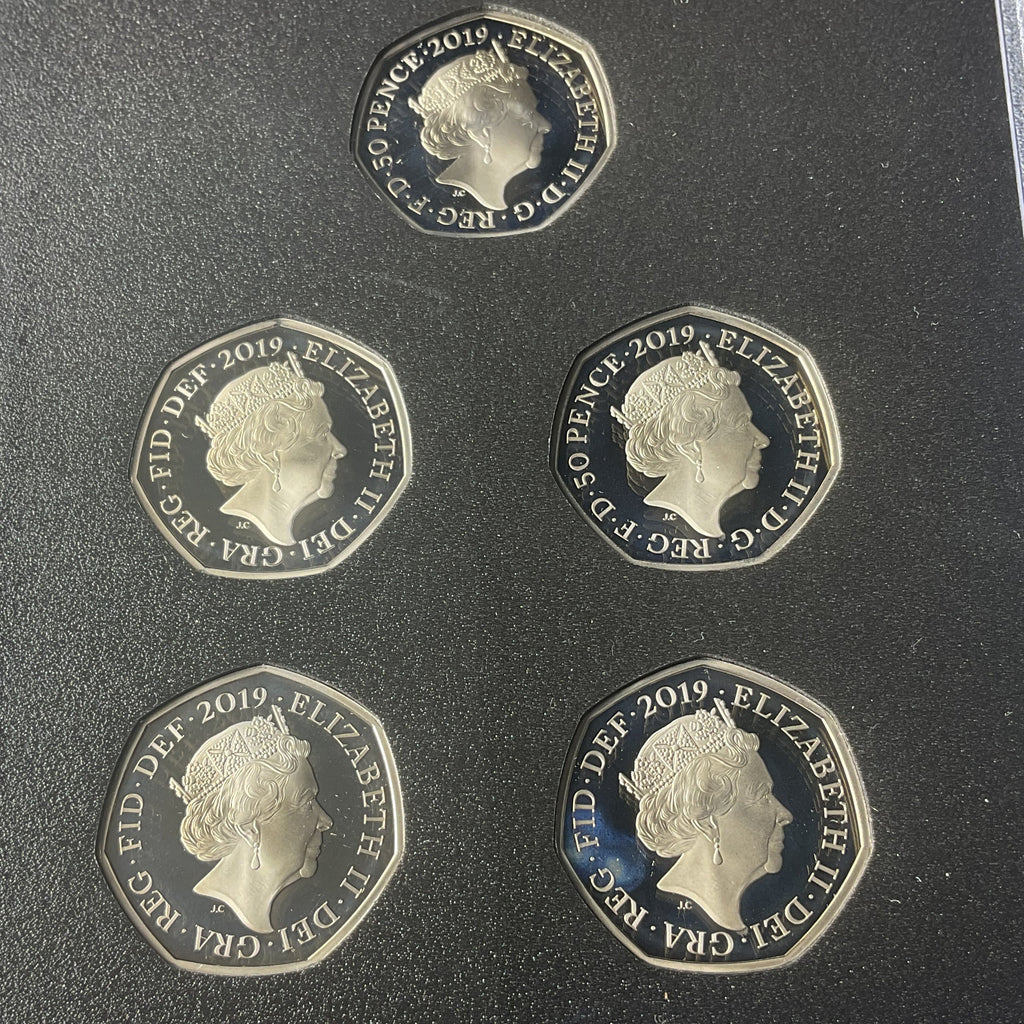 ELIZABETH II · D · G · REG · F · D · 50 PENCE · 2019
J.C
ELIZABETH II · DEI · GRA · REG · FID · DEF · 2019
J.C
ELIZABETH II · D · G · REG · F · D · 50 PENCE · 2019
J.C
ELIZABETH II · DEI · GRA · REG · FID · DEF · 2019
J.C
ELIZABETH II · DEI · GRA · REG · FID · DEF · 2019
J.C